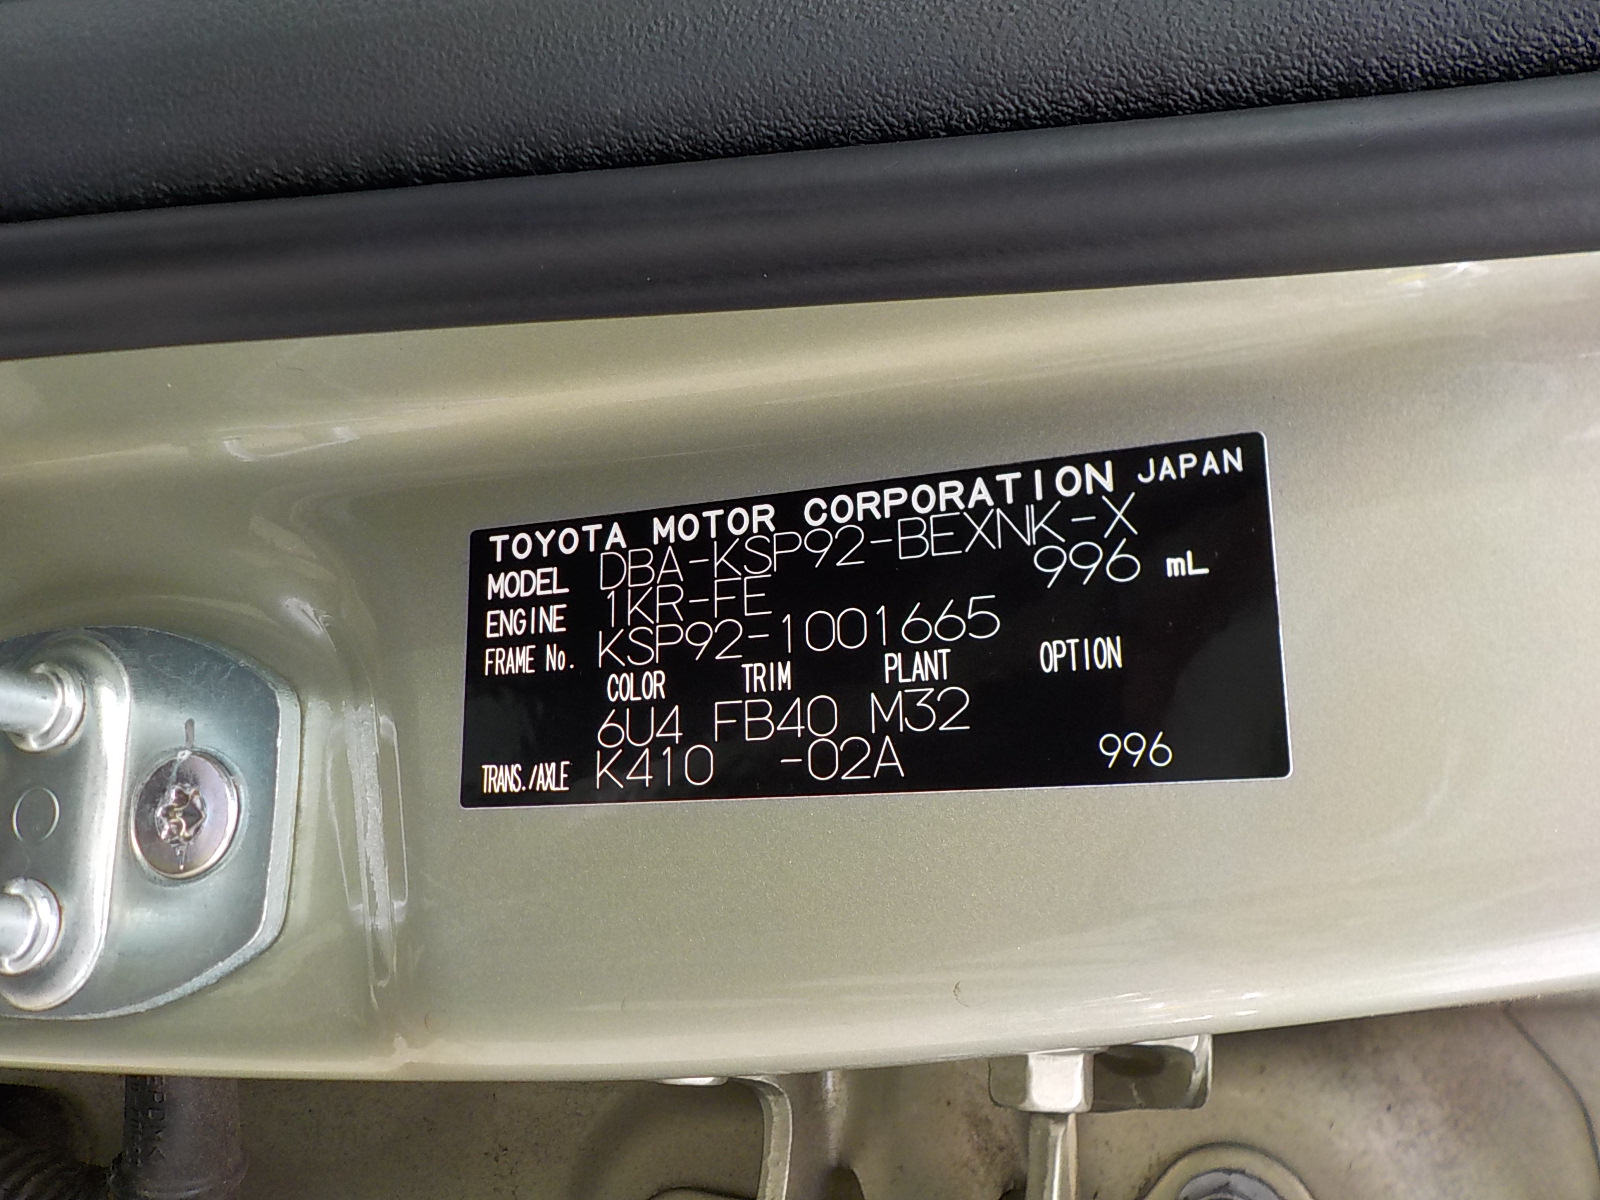 TOYOTA MOTOR CORPORATION JAPAN
MODEL DBA-KSP92-BEXNK-X
ENGINE 1KR-FE 996 mL
FRAME No. KSP92-1001665
COLOR TRIM PLANT OPTION
6U4 FB40 M32
TRANS./AXLE K410 -02A 996